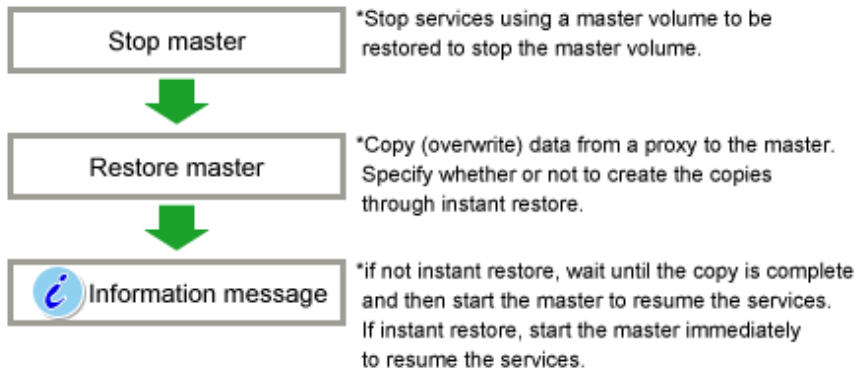 Stop master
*Stop services using a master volume to be
restored to stop the master volume.
Restore master
*Copy (overwrite) data from a proxy to the master.
Specify whether or not to create the copies
through instant restore.
i Information message
*if not instant restore, wait until the copy is complete
and then start the master to resume the services.
If instant restore, start the master immediately
to resume the services.